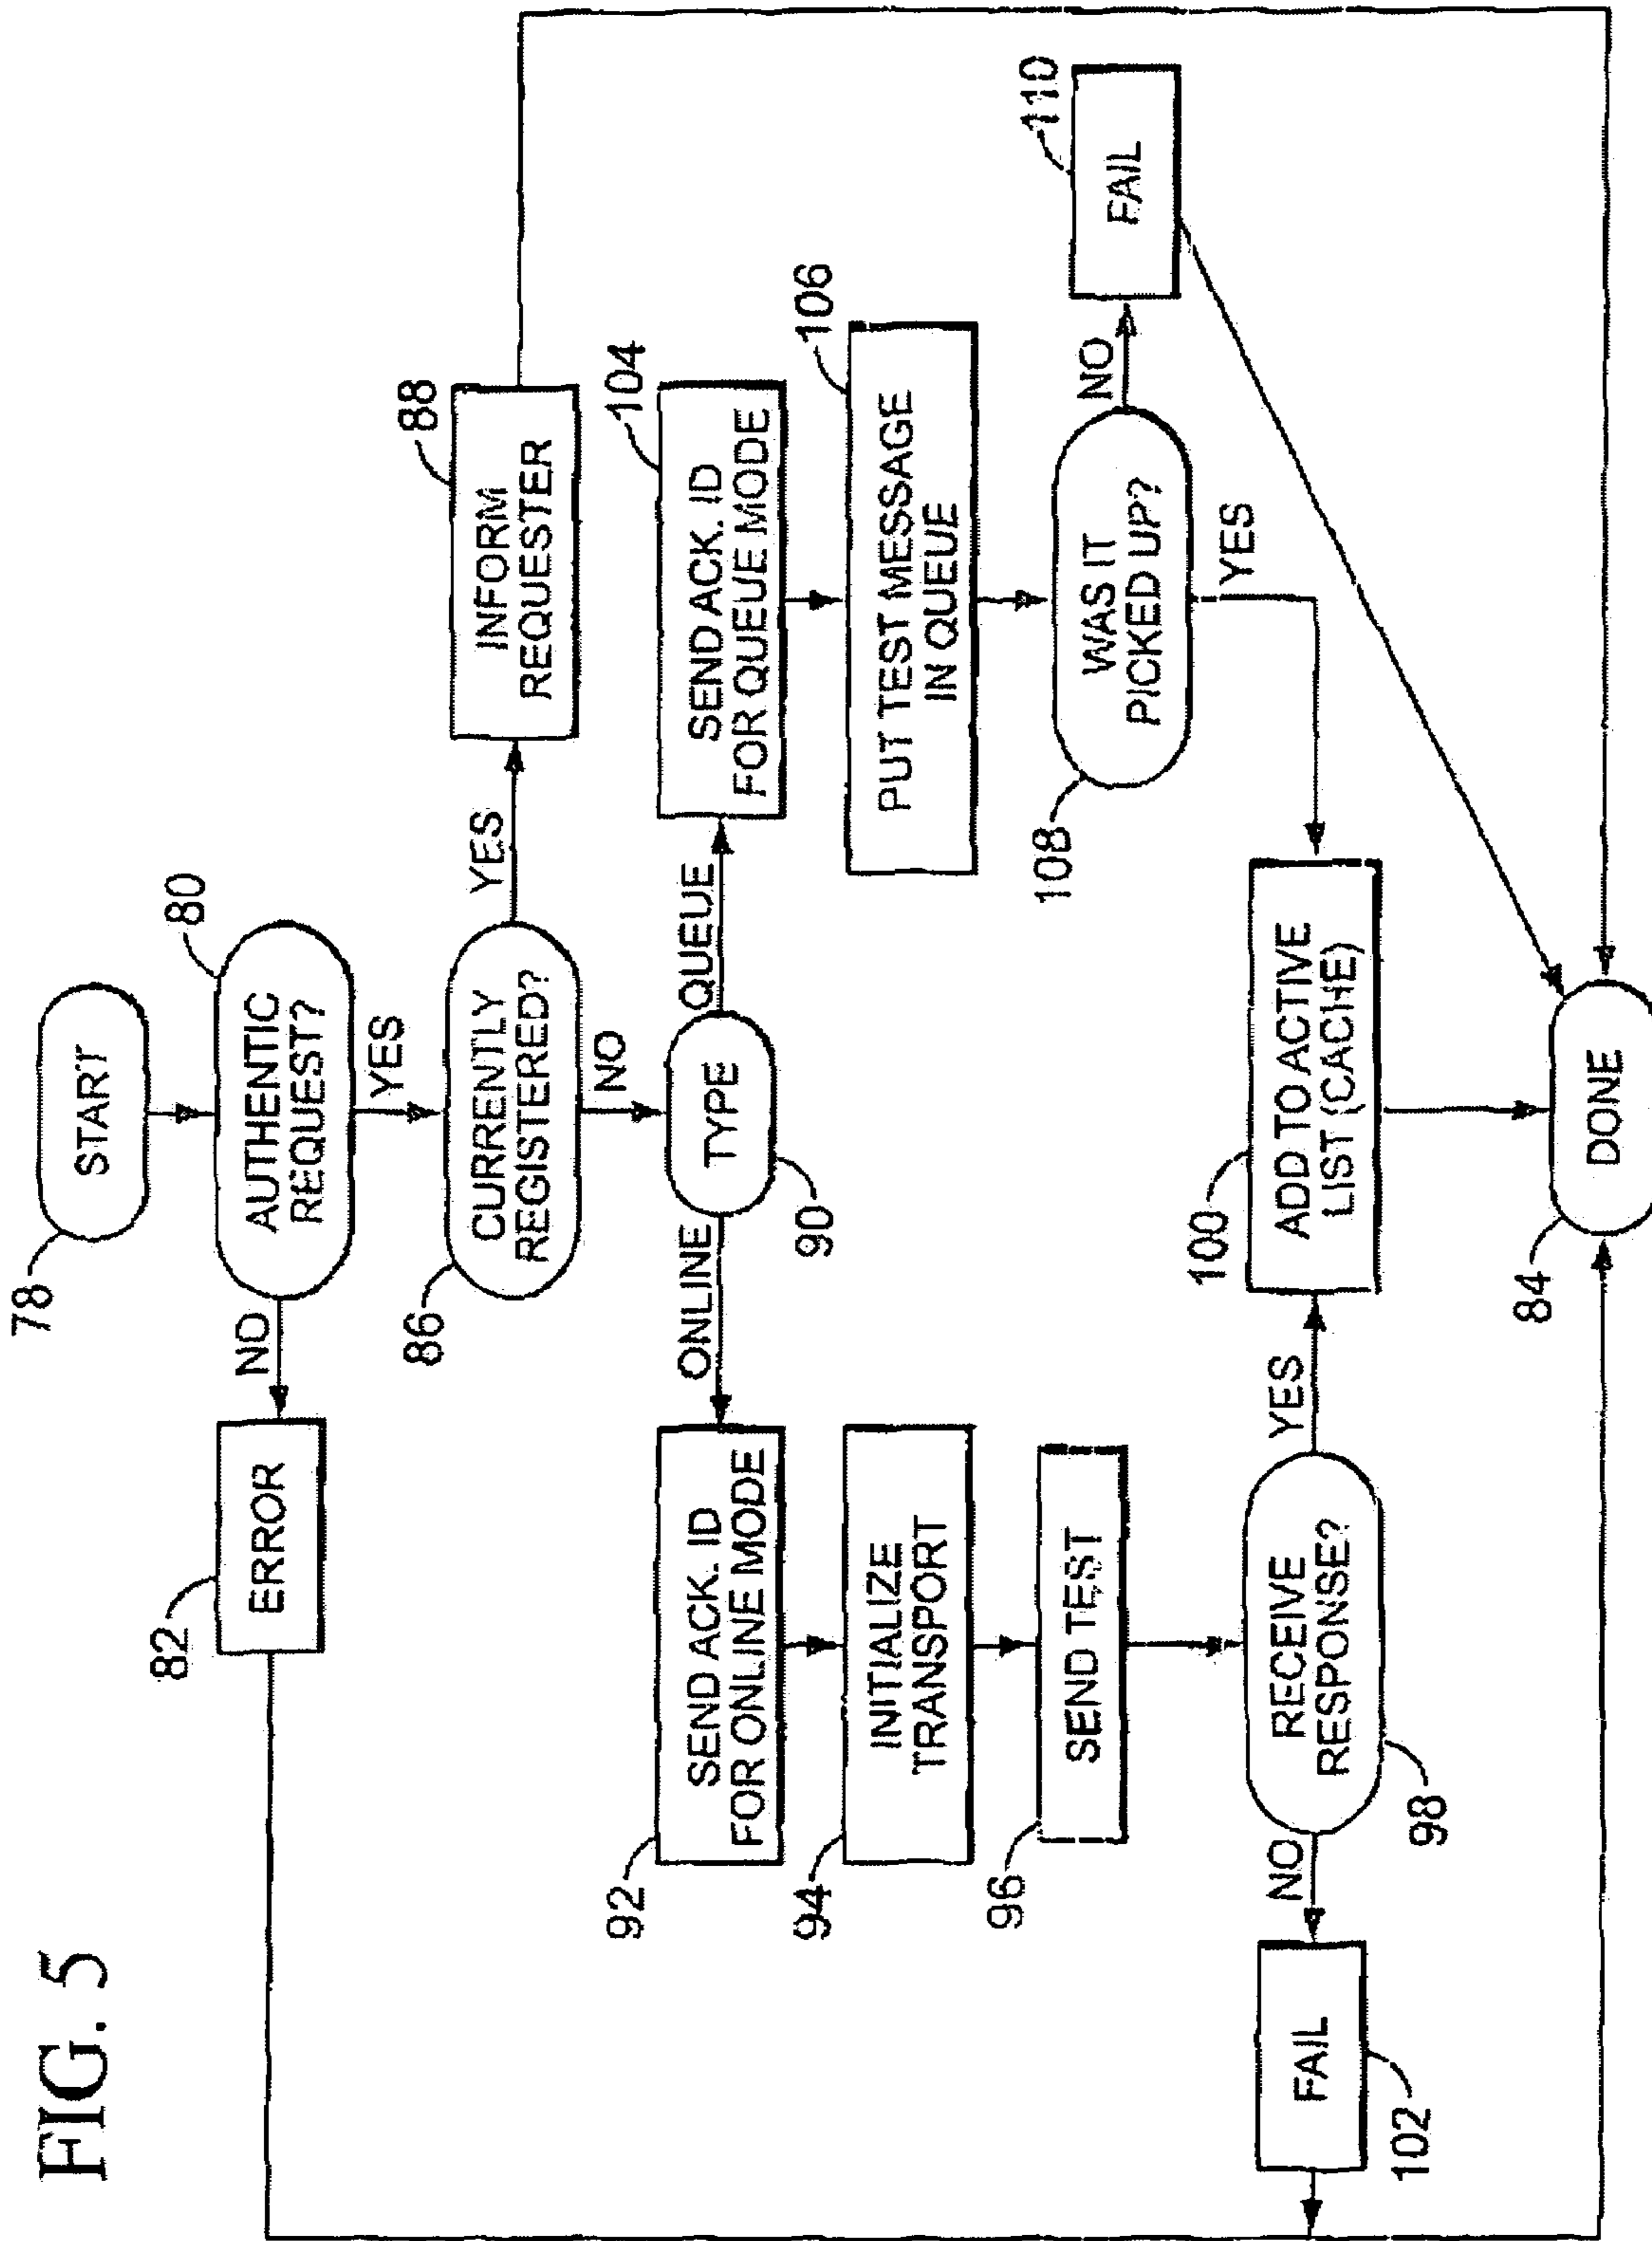 FIG. 5
78
START
80
AUTHENTIC
REQUEST?
NO
82
ERROR
YES
86
CURRENTLY
REGISTERED?
YES
88
INFORM
REQUESTER
NO
TYPE
90
ONLINE
QUEUE
92
SEND ACK. ID
FOR ONLINE MODE
94
INITIALIZE
TRANSPORT
96
SEND TEST
RECEIVE
RESPONSE?
98
NO
FAIL
102
YES
104
SEND ACK. ID
FOR QUEUE MODE
106
PUT TEST MESSAGE
IN QUEUE
108
WAS IT
PICKED UP?
NO
110
FAIL
YES
100
ADD TO ACTIVE
LIST (CACHE)
84
DONE